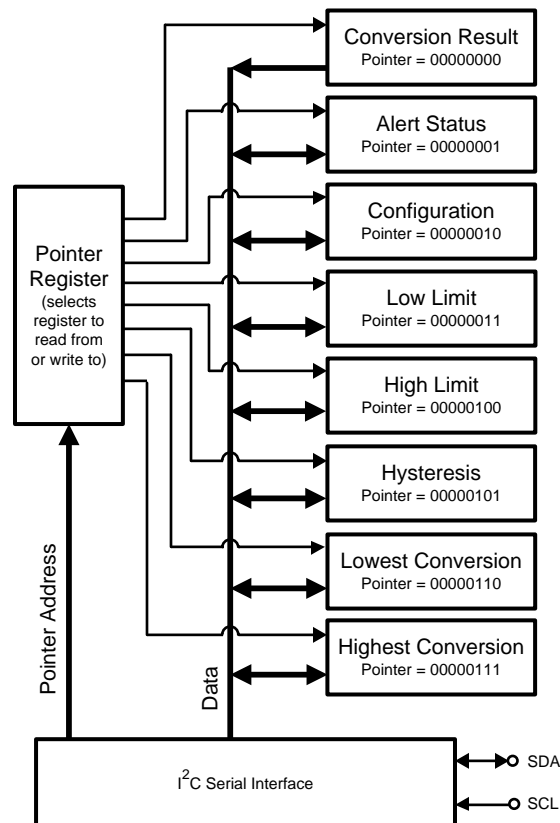 Conversion Result
Pointer = 00000000
Alert Status
Pointer = 00000001
Configuration
Pointer = 00000010
Pointer
Register
(selects
register to
read from
or write to)
Low Limit
Pointer = 00000011
High Limit
Pointer = 00000100
Hysteresis
Pointer = 00000101
Lowest Conversion
Pointer = 00000110
Highest Conversion
Pointer = 00000111
Pointer Address
Data
I²C Serial Interface
SDA
SCL